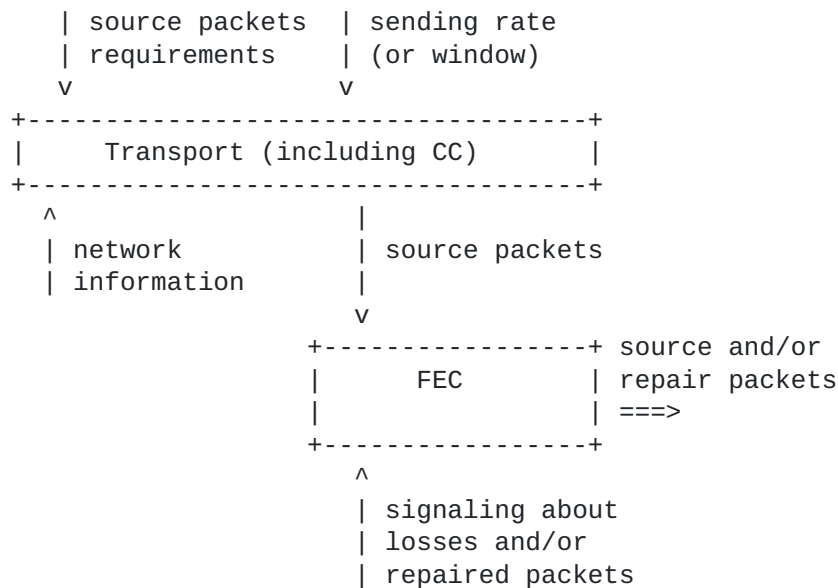 | source packets | sending rate
| requirements | (or window)
v v
+------------------------------------+
| Transport (including CC) |
+------------------------------------+
^ |
| network | source packets
| information |
v
+-----------------+ source and/or
| FEC | repair packets
| | ===>
+-----------------+
^
| signaling about
| losses and/or
| repaired packets